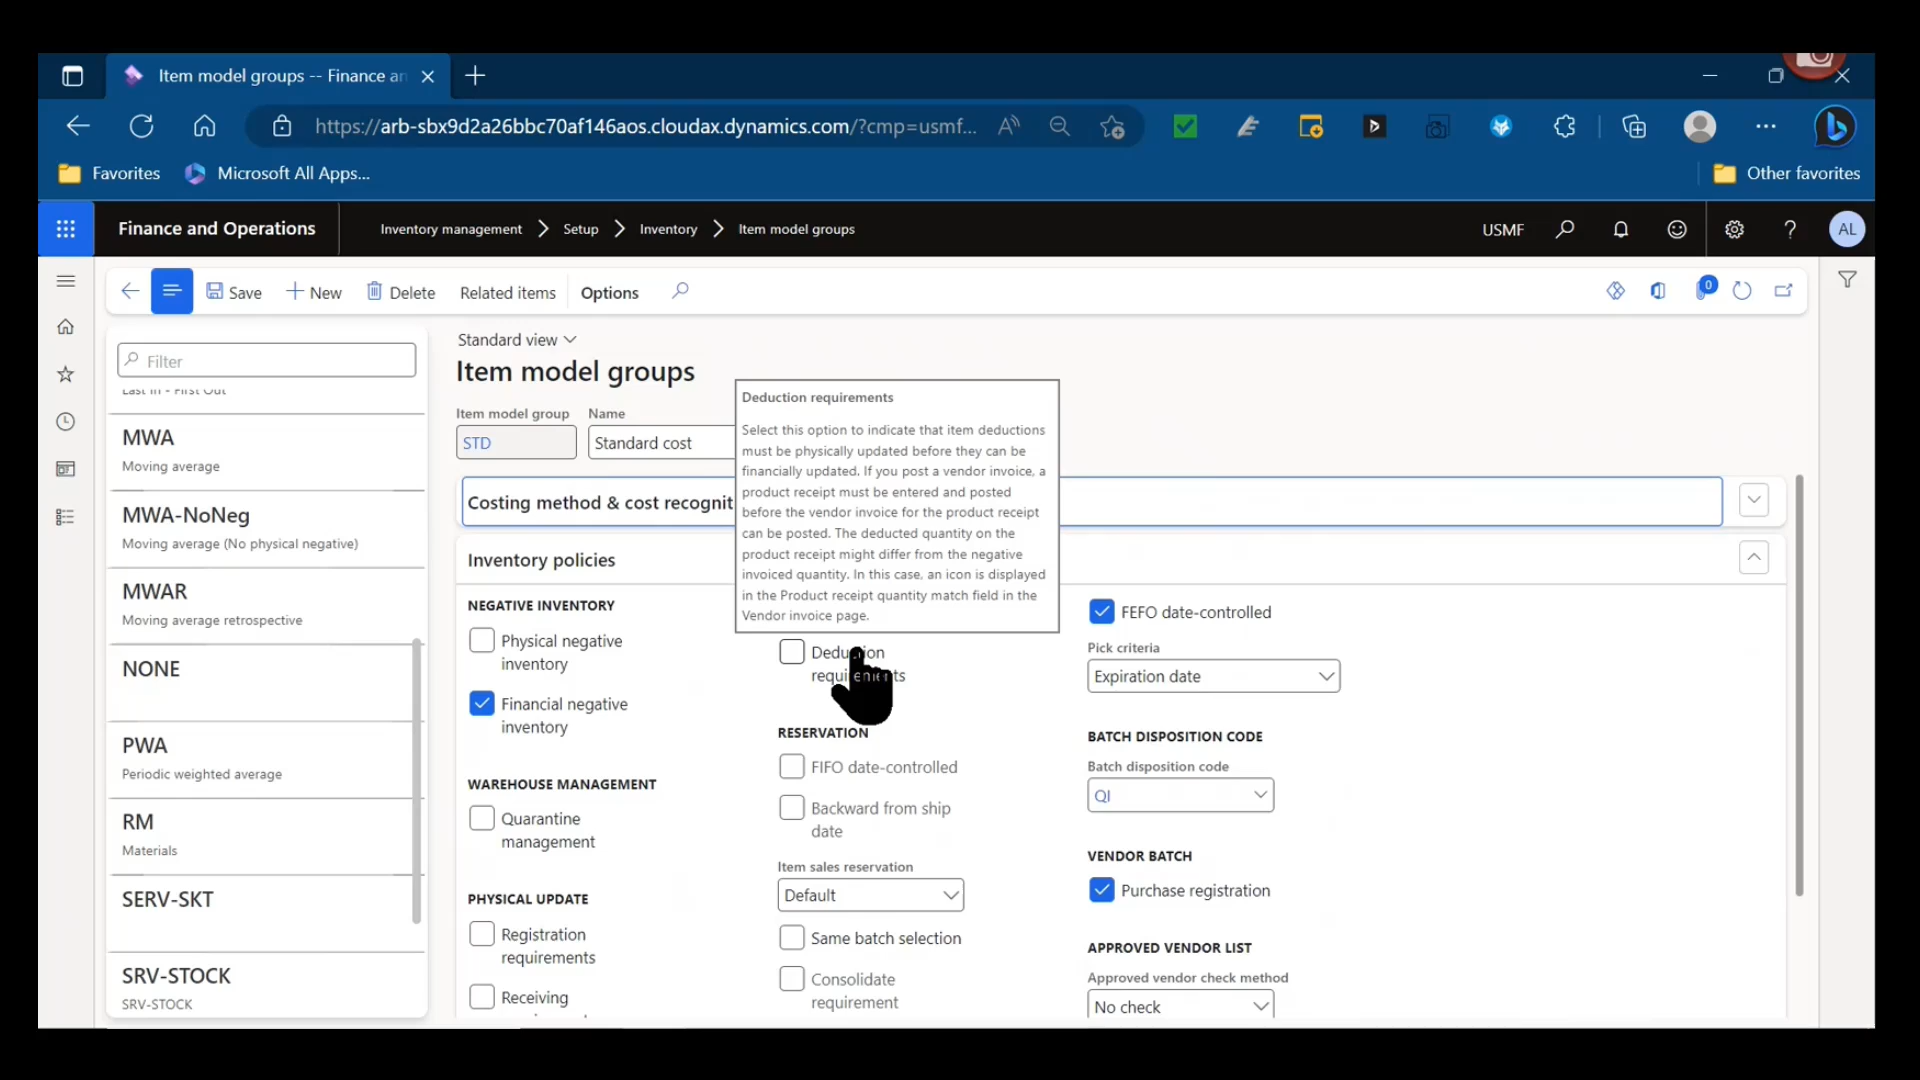 Item model groups -- Finance an
https://arb-sbx9d2a26bbc70af146aos.cloudax.dynamics.com/?cmp=usmf...
Favorites
Microsoft All Apps...
Other favorites
Finance and Operations
Inventory management
Setup
Inventory
Item model groups
USMF
?
AL
Save
New
Delete
Related items
Options
0
Filter
Last In - First Out
MWA
Moving average
MWA-NoNeg
Moving average (No physical negative)
MWAR
Moving average retrospective
NONE
PWA
Periodic weighted average
RM
Materials
SERV-SKT
SRV-STOCK
SRV-STOCK
Standard view
Item model groups
Item model group
Name
STD
Standard cost
Costing method & cost recognit
Deduction requirements
Select this option to indicate that item deductions
must be physically updated before they can be
financially updated. If you post a vendor invoice, a
product receipt must be entered and posted
before the vendor invoice for the product receipt
can be posted. The deducted quantity on the
product receipt might differ from the negative
invoiced quantity. In this case, an icon is displayed
in the Product receipt quantity match field in the
Vendor invoice page.
Inventory policies
NEGATIVE INVENTORY
Physical negative
inventory
Financial negative
inventory
WAREHOUSE MANAGEMENT
Quarantine
management
PHYSICAL UPDATE
Registration
requirements
Receiving
Deduction
requirements
RESERVATION
FIFO date-controlled
Backward from ship
date
Item sales reservation
Default
Same batch selection
Consolidate
requirement
FEFO date-controlled
Pick criteria
Expiration date
BATCH DISPOSITION CODE
Batch disposition code
QI
VENDOR BATCH
Purchase registration
APPROVED VENDOR LIST
Approved vendor check method
No check